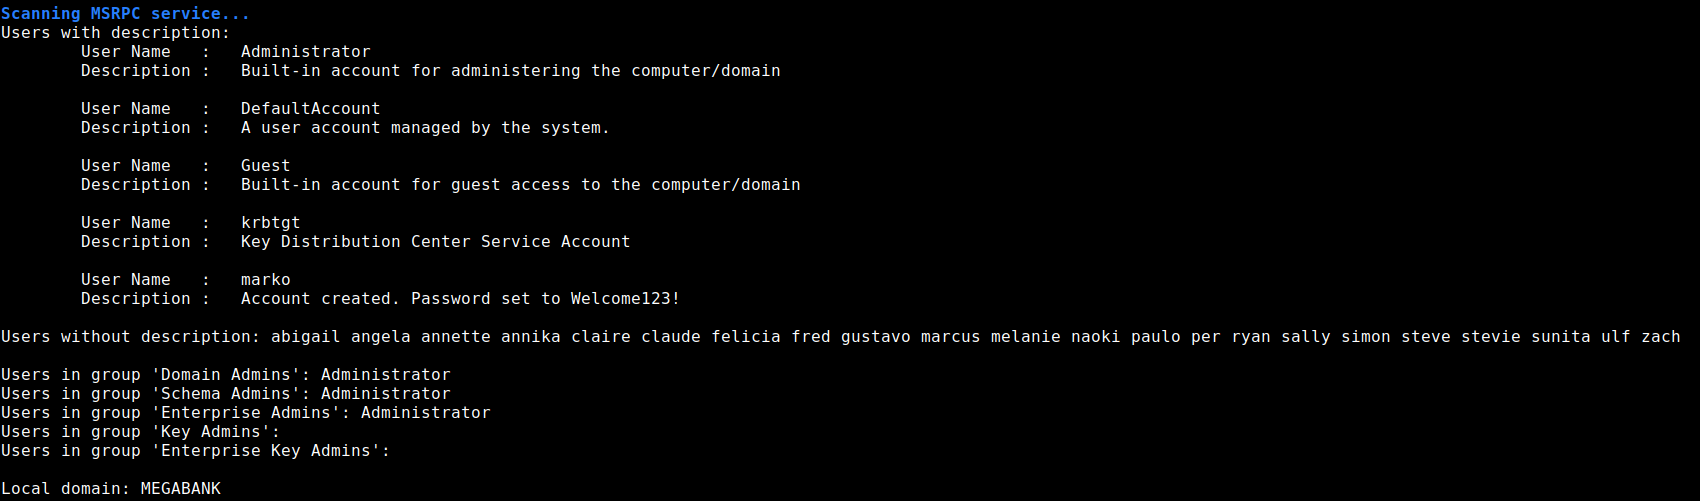 Scanning MSRPC service...
Users with description:
User Name   :   Administrator
Description :   Built-in account for administering the computer/domain
User Name   :   DefaultAccount
Description :   A user account managed by the system.
User Name   :   Guest
Description :   Built-in account for guest access to the computer/domain
User Name   :   krbtgt
Description :   Key Distribution Center Service Account
User Name   :   marko
Description :   Account created. Password set to Welcome123!
Users without description: abigail angela annette annika claire claude felicia fred gustavo marcus melanie naoki paulo per ryan sally simon steve stevie sunita ulf zach
Users in group 'Domain Admins': Administrator
Users in group 'Schema Admins': Administrator
Users in group 'Enterprise Admins': Administrator
Users in group 'Key Admins':
Users in group 'Enterprise Key Admins':
Local domain: MEGABANK